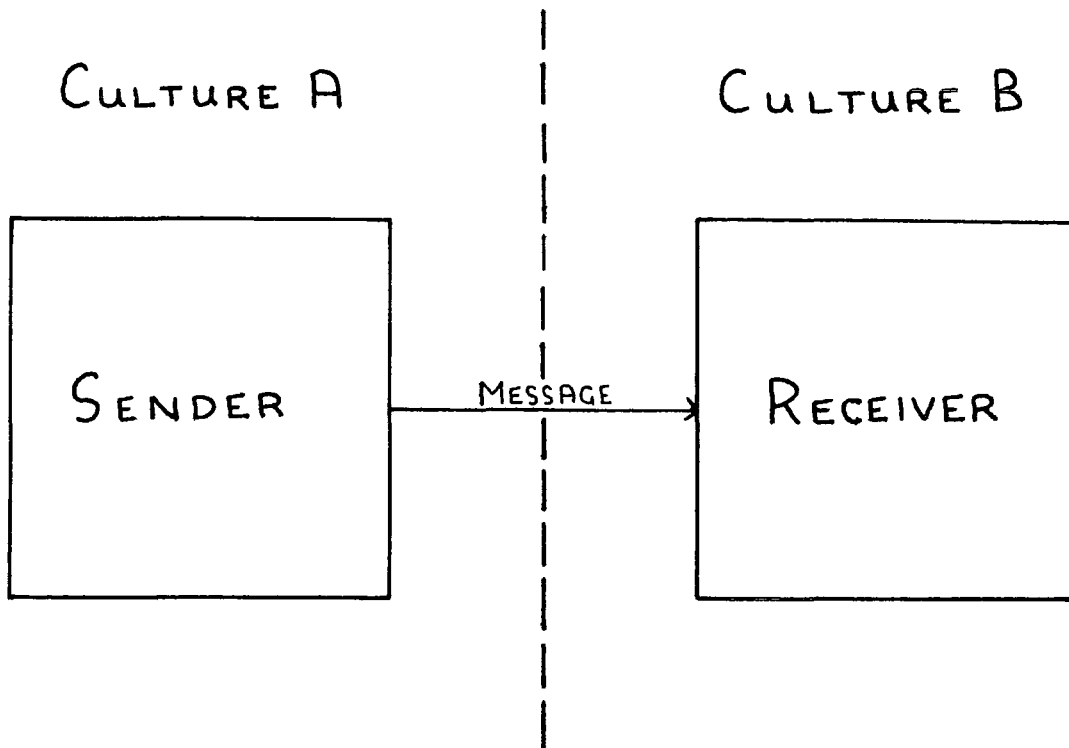 CULTURE A
CULTURE B
SENDER
MESSAGE
RECEIVER